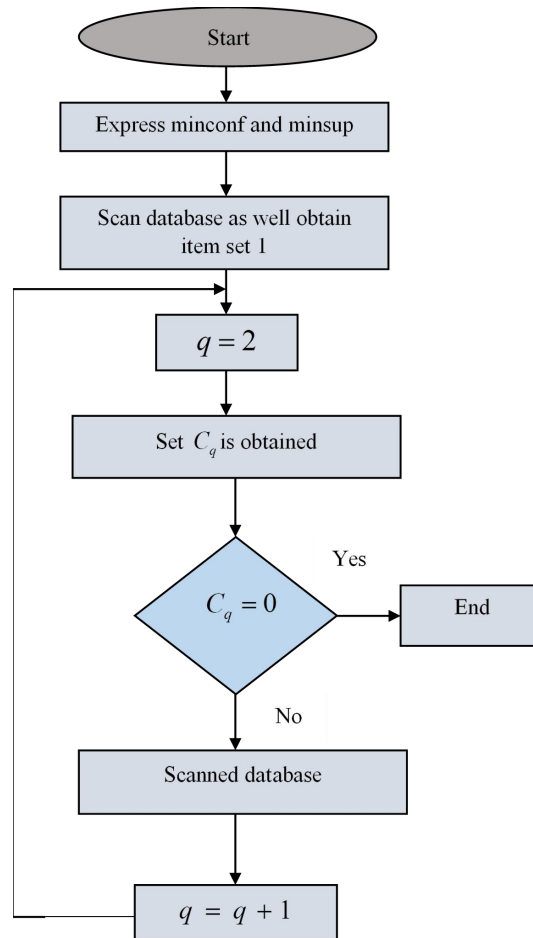 Start
Express minconf and minsup
Scan database as well obtain
item set 1
q = 2
Set C_q is obtained
Yes
C_q = 0
End
No
Scanned database
q = q + 1